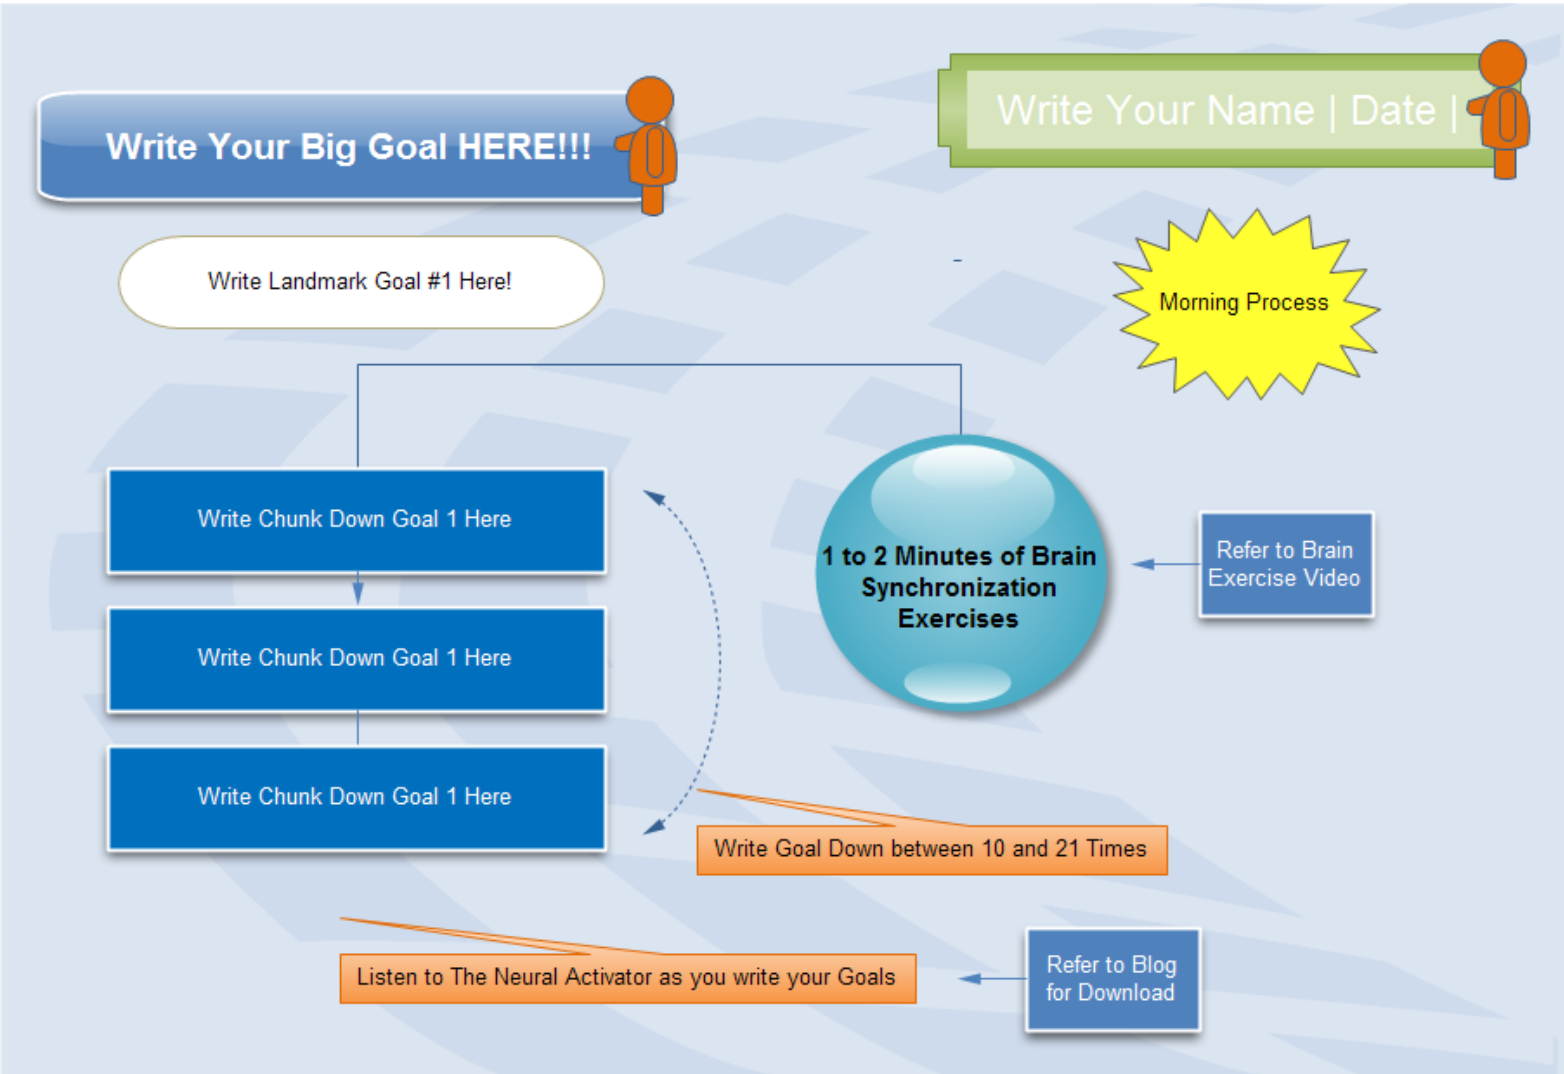 Write Your Big Goal HERE!!!
Write Your Name | Date |
Write Landmark Goal #1 Here!
Morning Process
Write Chunk Down Goal 1 Here
1 to 2 Minutes of Brain
Synchronization
Exercises
Refer to Brain
Exercise Video
Write Chunk Down Goal 1 Here
Write Chunk Down Goal 1 Here
Write Goal Down between 10 and 21 Times
Listen to The Neural Activator as you write your Goals
Refer to Blog
for Download